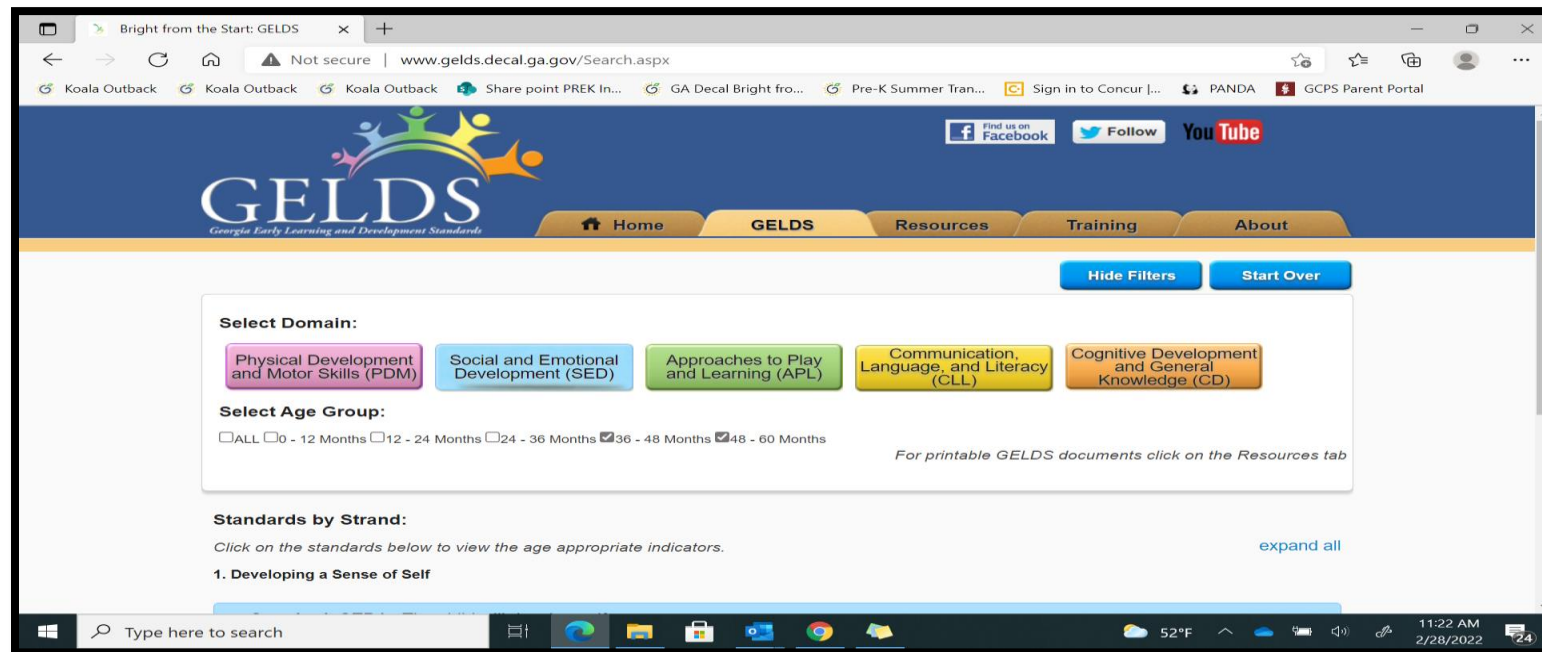 Bright from the Start: GELDS
Not secure | www.gelds.decal.ga.gov/Search.aspx
Koala Outback Koala Outback Koala Outback Share point PREK In... GA Decal Bright fro... Pre-K Summer Tran... Sign in to Concur |... PANDA GCPS Parent Portal
Find us on
Facebook
Follow
You Tube
GELDS
Georgia Early Learning and Development Standards
Home GELDS Resources Training About
Hide Filters Start Over
Select Domain:
Physical Development
and Motor Skills (PDM)
Social and Emotional
Development (SED)
Approaches to Play
and Learning (APL)
Communication,
Language, and Literacy
(CLL)
Cognitive Development
and General
Knowledge (CD)
Select Age Group:
ALL 0 - 12 Months 12 - 24 Months 24 - 36 Months 36 - 48 Months 48 - 60 Months
For printable GELDS documents click on the Resources tab
Standards by Strand:
Click on the standards below to view the age appropriate indicators.
expand all
1. Developing a Sense of Self
Type here to search
52°F
11:22 AM
2/28/2022
24